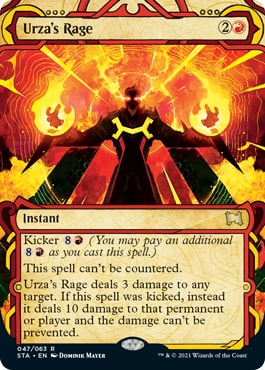 Urza's Rage 2
Instant
Kicker 8 (You may pay an additional
8 as you cast this spell.)
This spell can't be countered.
Urza's Rage deals 3 damage to any
target. If this spell was kicked, instead
it deals 10 damage to that permanent
or player and the damage can't be
prevented.
047/063 R
STA • EN DOMINIK MAYER
™ & © 2021 Wizards of the Coast